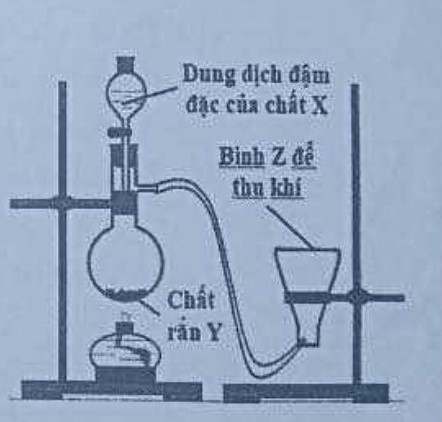 Dung dịch đậm
đặc của chất X
Bình Z để
thu khí
Chất
rắn Y